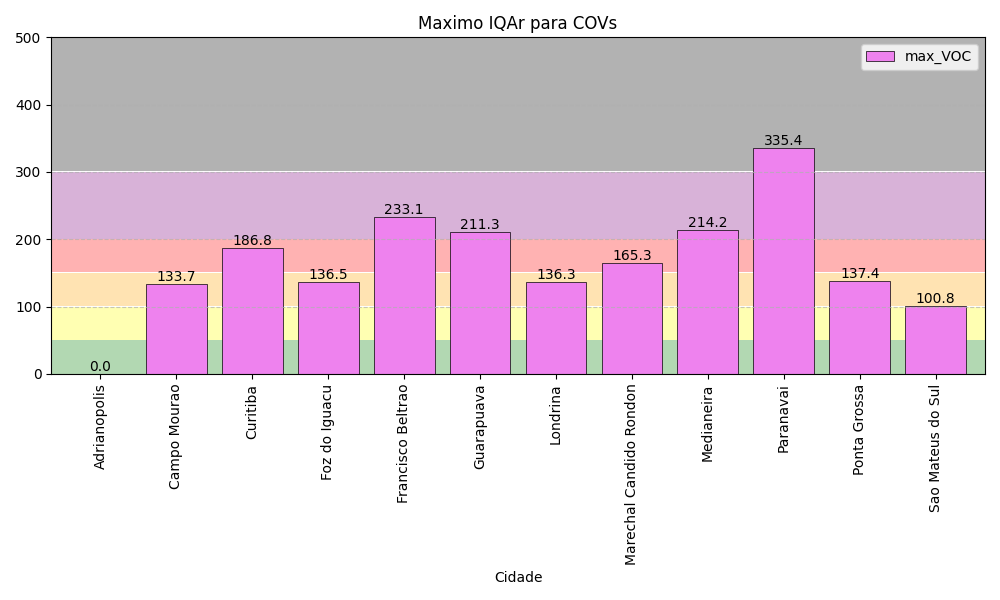 Maximo IQAr para COVs
max_VOC
500
400
300
200
100
0
0.0
133.7
186.8
136.5
233.1
211.3
136.3
165.3
214.2
335.4
137.4
100.8
Adrianopolis
Campo Mourao
Curitiba
Foz do Iguacu
Francisco Beltrao
Guarapuava
Londrina
Marechal Candido Rondon
Medianeira
Paranavai
Ponta Grossa
Sao Mateus do Sul
Cidade